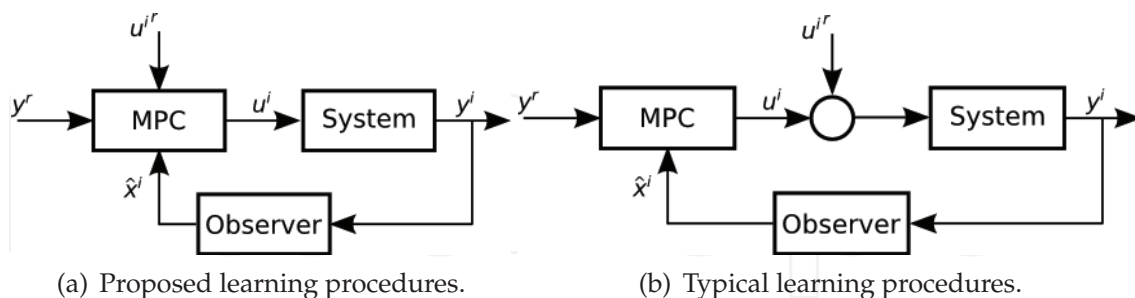 u^{i^r}
y^r
MPC
u^i
System
y^i
x̂^i
Observer
(a) Proposed learning procedures.
u^{i^r}
y^r
MPC
u^i
System
y^i
x̂^i
Observer
(b) Typical learning procedures.